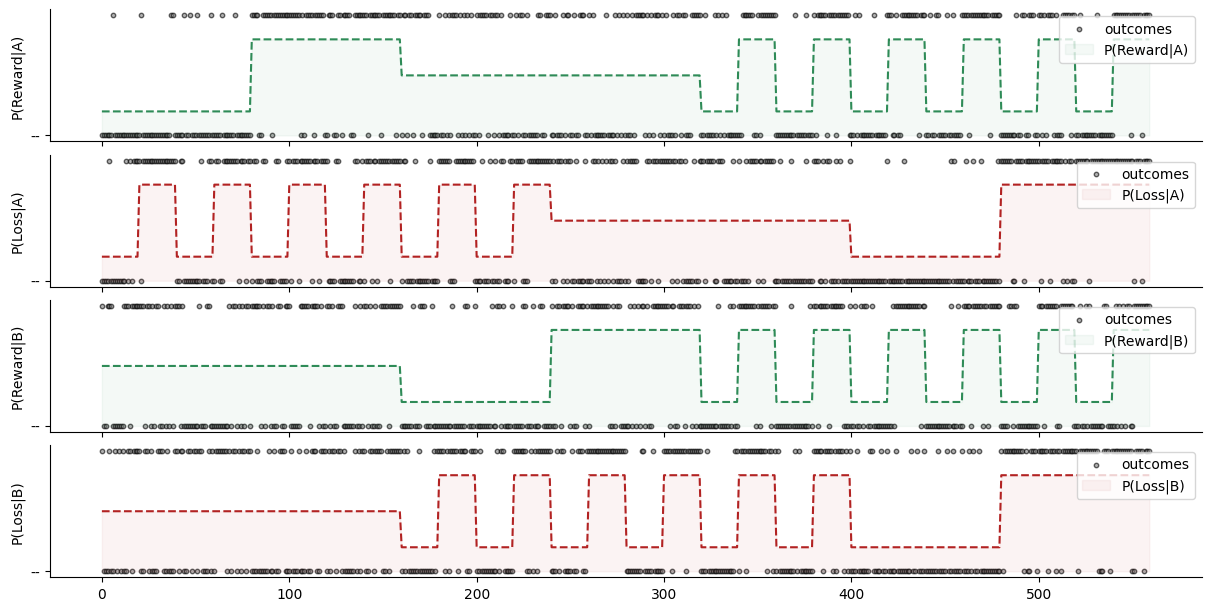 P(Reward|A)
--
outcomes
P(Reward|A)
P(Loss|A)
--
outcomes
P(Loss|A)
P(Reward|B)
--
outcomes
P(Reward|B)
P(Loss|B)
--
outcomes
P(Loss|B)
0 100 200 300 400 500